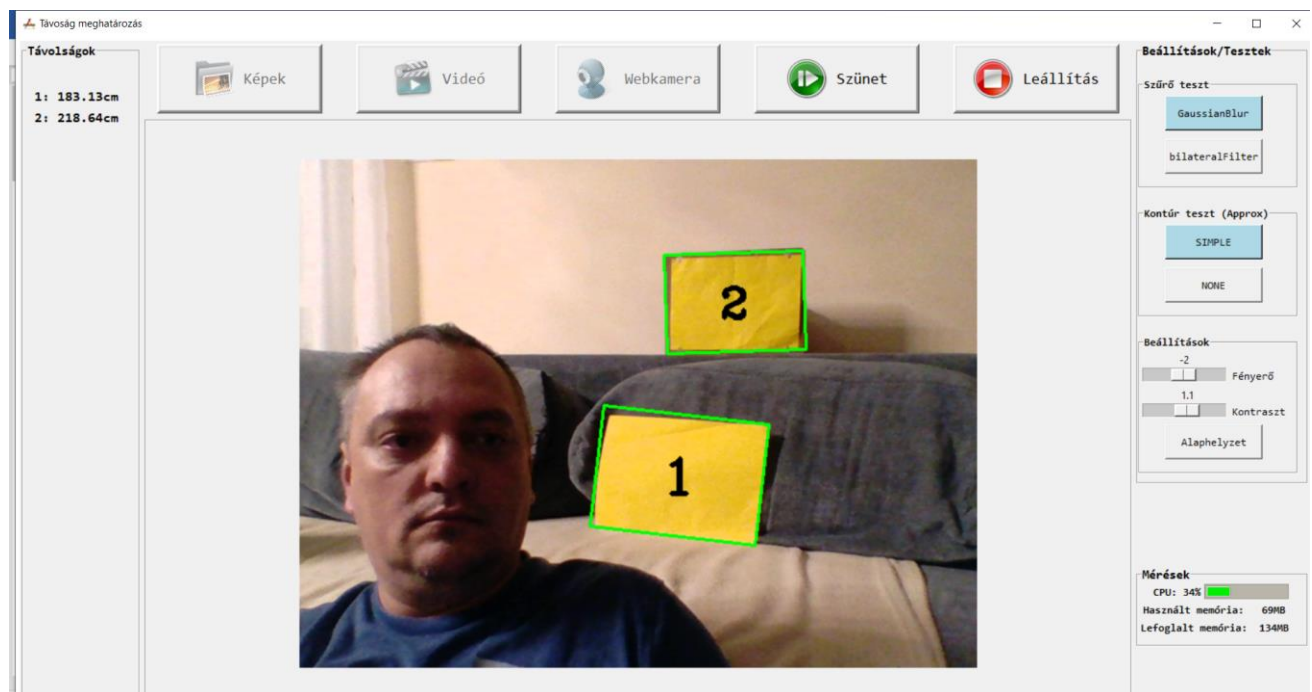 Távoság meghatározás
Távolságok
1: 183.13cm
2: 218.64cm
Képek
Videó
Webkamera
Szünet
Leállítás
2
1
Beállítások/Tesztek
Szűrő teszt
GaussianBlur
bilateralFilter
Kontúr teszt (Approx)
SIMPLE
NONE
Beállítások
-2
Fényerő
1.1
Kontraszt
Alaphelyzet
Mérések
CPU: 34%
Használt memória: 69MB
Lefoglalt memória: 134MB